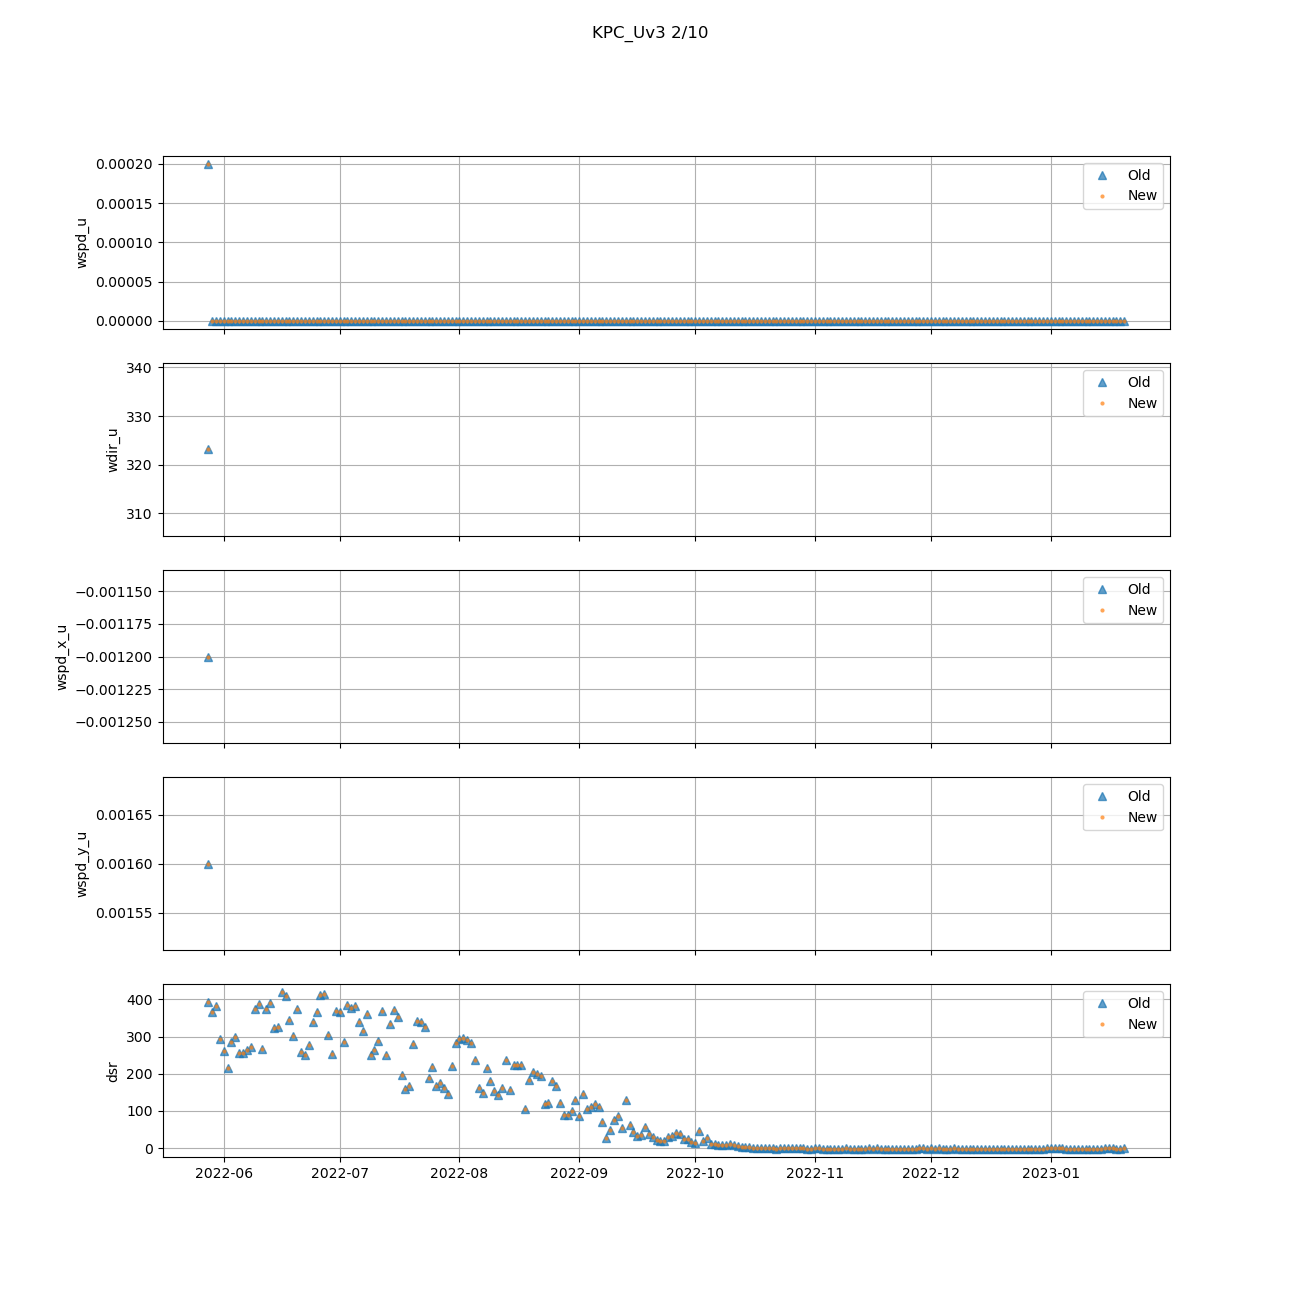 KPC_Uv3 2/10
0.00020
0.00015
0.00010
0.00005
0.00000
wspd_u
Old
New
340
330
320
310
wdir_u
Old
New
−0.001150
−0.001175
−0.001200
−0.001225
−0.001250
wspd_x_u
Old
New
0.00165
0.00160
0.00155
wspd_y_u
Old
New
400
300
200
100
0
dsr
Old
New
2022-06 2022-07 2022-08 2022-09 2022-10 2022-11 2022-12 2023-01